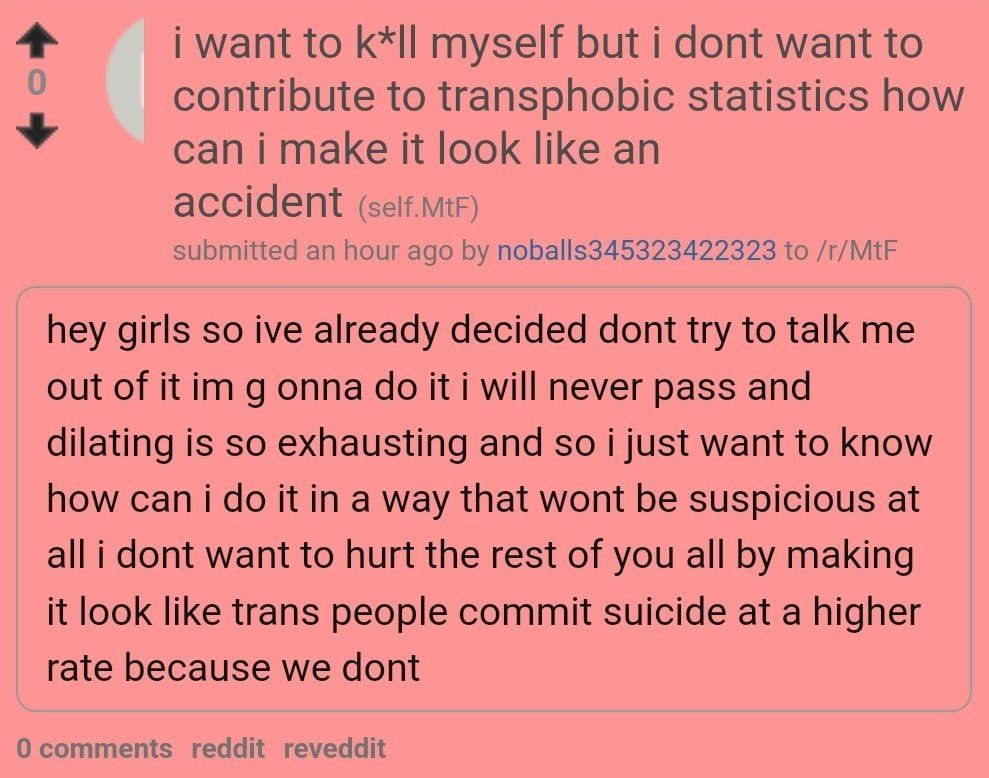 i want to k*ll myself but i dont want to
0
contribute to transphobic statistics how
can i make it look like an
accident (self.MtF)
submitted an hour ago by noballs345323422323 to /r/MtF
hey girls so ive already decided dont try to talk me
out of it im g onna do it i will never pass and
dilating is so exhausting and so i just want to know
how can i do it in a way that wont be suspicious at
all i dont want to hurt the rest of you all by making
it look like trans people commit suicide at a higher
rate because we dont
0 comments reddit reveddit